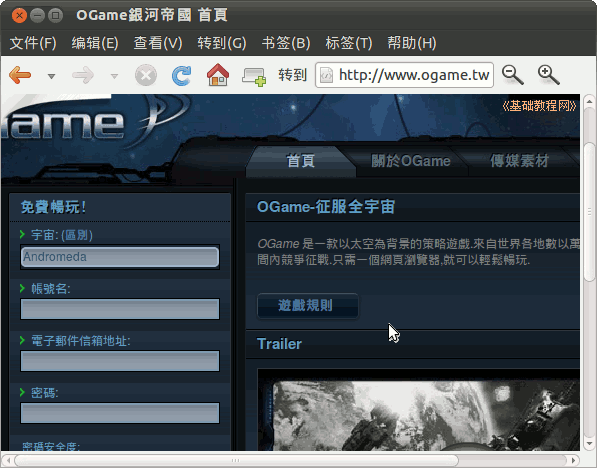 OGame銀河帝國 首頁
文件(F) 编辑(E) 查看(V) 转到(G) 书签(B) 标签(T) 帮助(H)
转到 http://www.ogame.tw
《基础教程网》
Game
首頁 關於OGame 傳媒素材
免費暢玩!
宇宙: (區別)
Andromeda
帳號名:
電子郵件信箱地址:
密碼:
密碼安全度:
OGame-征服全宇宙
OGame 是一款以太空為背景的策略遊戲.來自世界各地數以萬
間內競爭征戰.只需一個網頁瀏覽器,就可以輕鬆暢玩.
遊戲規則
Trailer